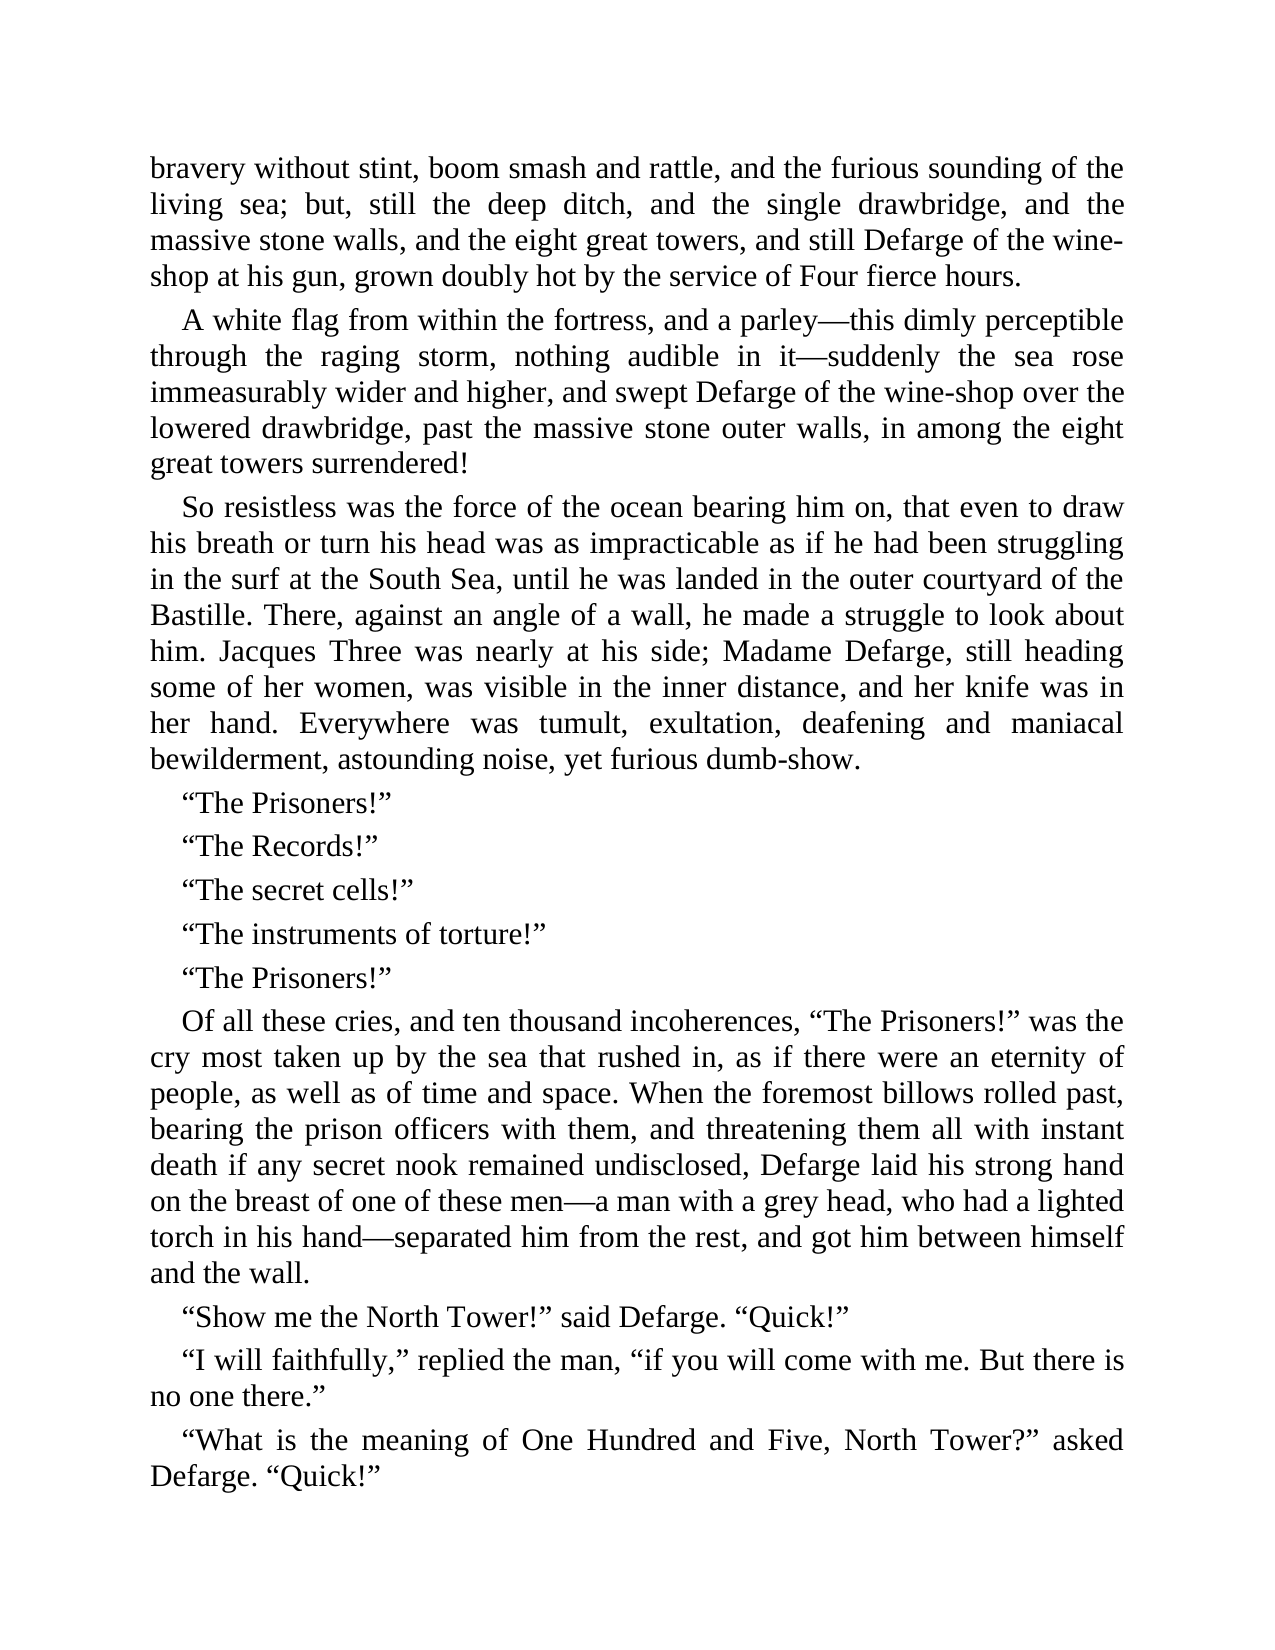 bravery without stint, boom smash and rattle, and the furious sounding of the
living sea; but, still the deep ditch, and the single drawbridge, and the
massive stone walls, and the eight great towers, and still Defarge of the wine-
shop at his gun, grown doubly hot by the service of Four fierce hours.
A white flag from within the fortress, and a parley—this dimly perceptible
through the raging storm, nothing audible in it—suddenly the sea rose
immeasurably wider and higher, and swept Defarge of the wine-shop over the
lowered drawbridge, past the massive stone outer walls, in among the eight
great towers surrendered!
So resistless was the force of the ocean bearing him on, that even to draw
his breath or turn his head was as impracticable as if he had been struggling
in the surf at the South Sea, until he was landed in the outer courtyard of the
Bastille. There, against an angle of a wall, he made a struggle to look about
him. Jacques Three was nearly at his side; Madame Defarge, still heading
some of her women, was visible in the inner distance, and her knife was in
her hand. Everywhere was tumult, exultation, deafening and maniacal
bewilderment, astounding noise, yet furious dumb-show.
“The Prisoners!”
“The Records!”
“The secret cells!”
“The instruments of torture!”
“The Prisoners!”
Of all these cries, and ten thousand incoherences, “The Prisoners!” was the
cry most taken up by the sea that rushed in, as if there were an eternity of
people, as well as of time and space. When the foremost billows rolled past,
bearing the prison officers with them, and threatening them all with instant
death if any secret nook remained undisclosed, Defarge laid his strong hand
on the breast of one of these men—a man with a grey head, who had a lighted
torch in his hand—separated him from the rest, and got him between himself
and the wall.
“Show me the North Tower!” said Defarge. “Quick!”
“I will faithfully,” replied the man, “if you will come with me. But there is
no one there.”
“What is the meaning of One Hundred and Five, North Tower?” asked
Defarge. “Quick!”